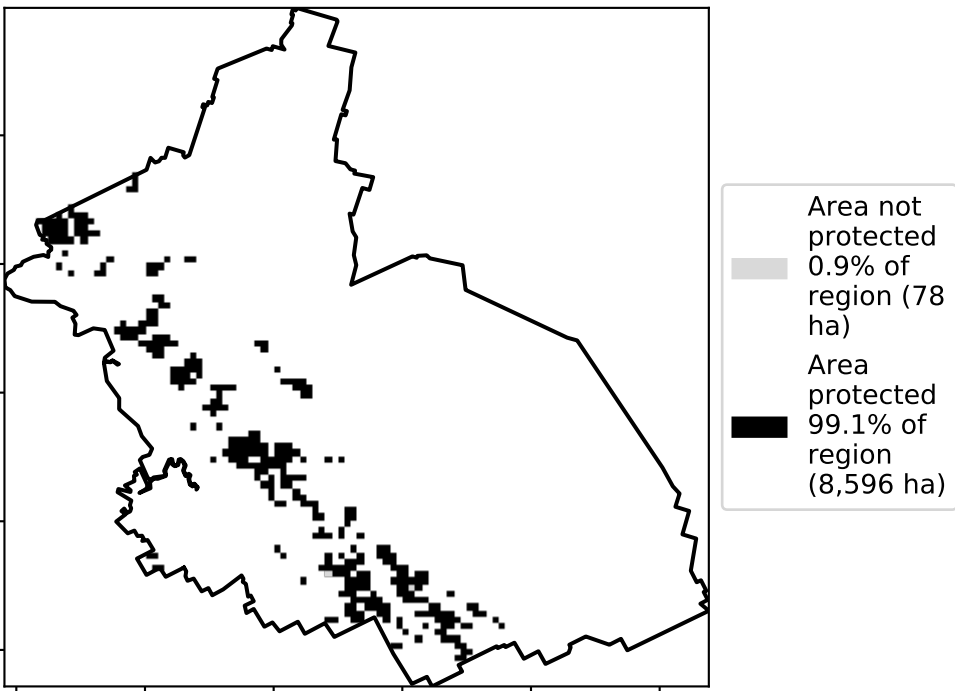 Area not
protected
0.9% of
region (78
ha)
Area
protected
99.1% of
region
(8,596 ha)